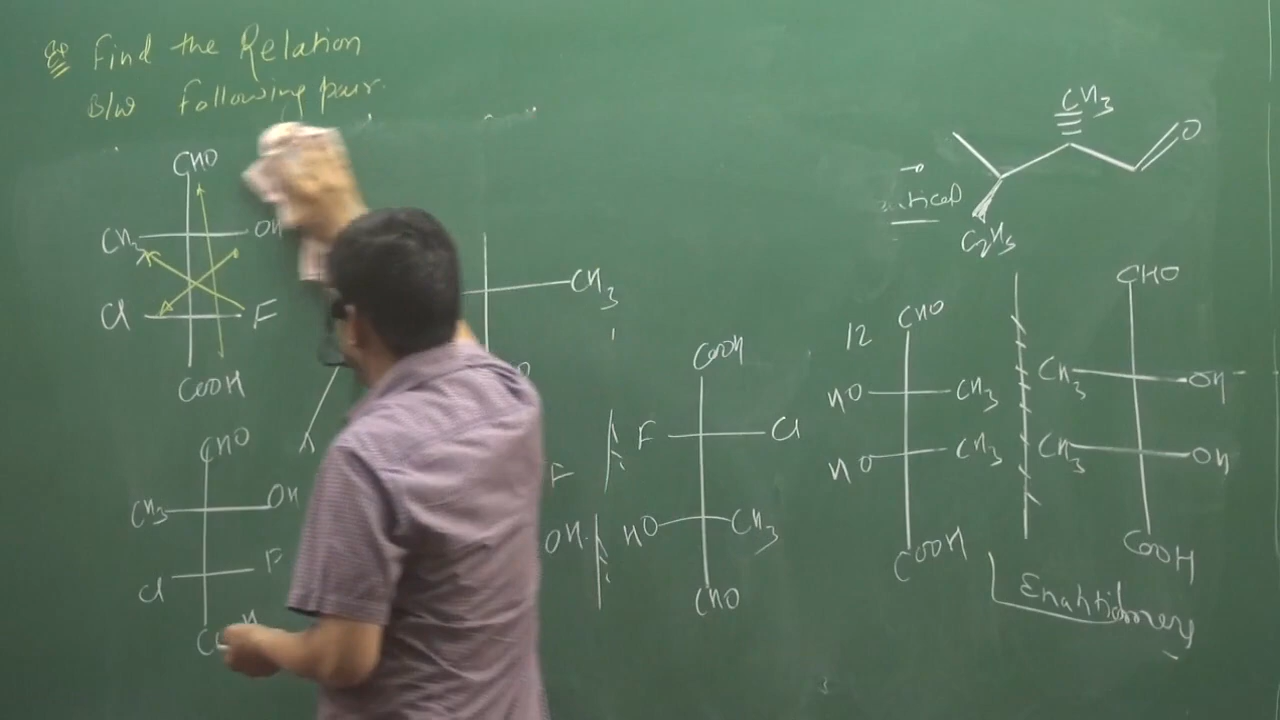 Find the Relation
B/w following pair.
CHO
CH3
OH
Cl
F
COOH
CHO
CH3
OH
Cl
F
CH3
F
OH
COOH
F
Cl
HO
CH3
CHO
CH3
O
C2H5
12
CHO
HO
CH3
HO
CH3
COOH
CHO
CH3
OH
CH3
OH
COOH
Enantiomers